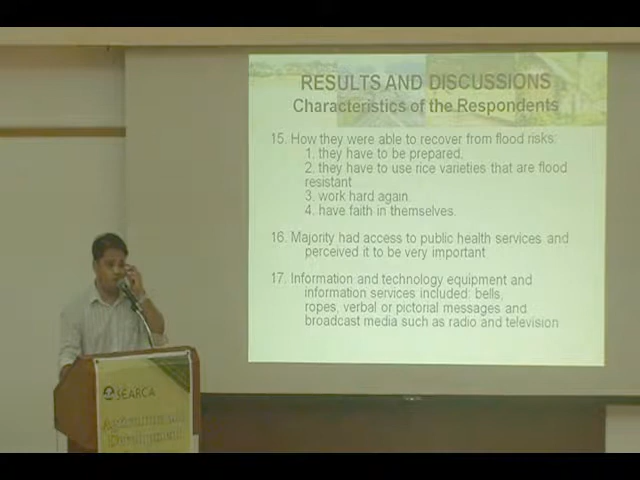 RESULTS AND DISCUSSIONS
Characteristics of the Respondents
15. How they were able to recover from flood risks:
1. they have to be prepared,
2. they have to use rice varieties that are flood
resistant
3. work hard again.
4. have faith in themselves.
16. Majority had access to public health services and
perceived it to be very important
17. Information and technology equipment and
information services included: bells,
ropes, verbal or pictorial messages and
broadcast media such as radio and television
SEARCA
Agricultural &
Development